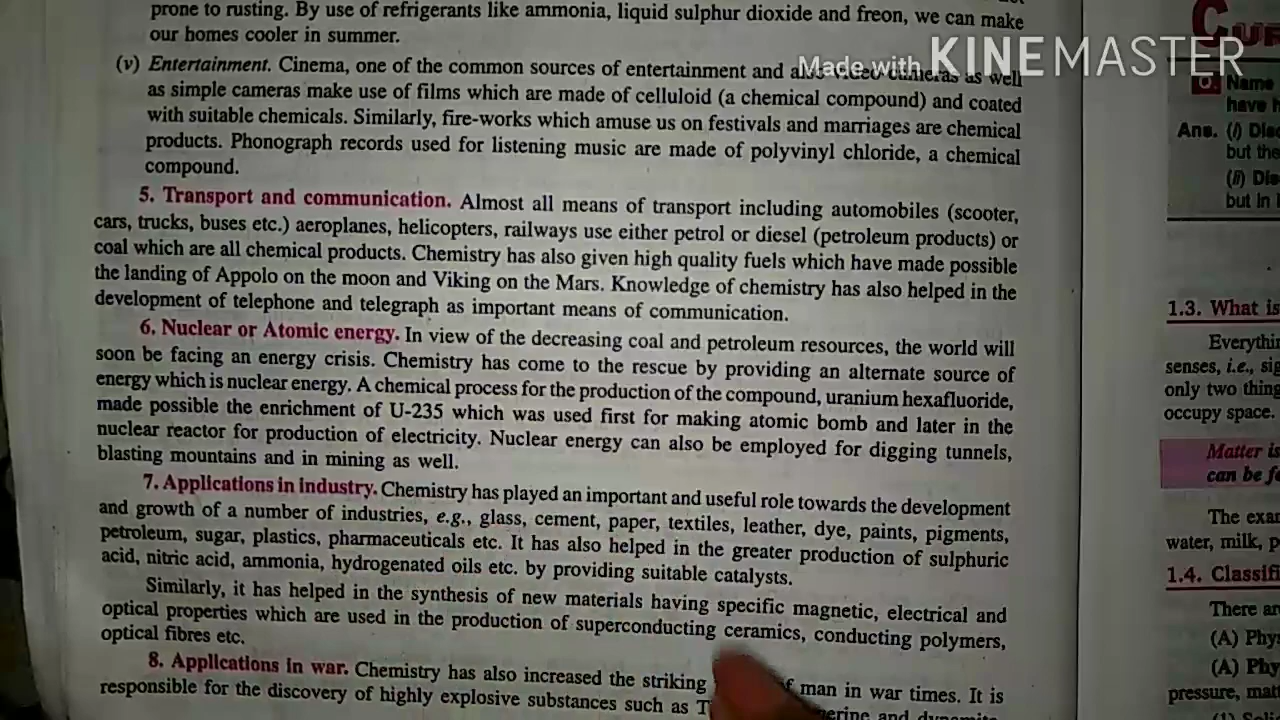 prone to rusting. By use of refrigerants like ammonia, liquid sulphur dioxide and freon, we can make
our homes cooler in summer.
(v) Entertainment. Cinema, one of the common sources of entertainment and also video cameras as well
as simple cameras make use of films which are made of celluloid (a chemical compound) and coated
with suitable chemicals. Similarly, fire-works which amuse us on festivals and marriages are chemical
products. Phonograph records used for listening music are made of polyvinyl chloride, a chemical
compound.
5. Transport and communication. Almost all means of transport including automobiles (scooter,
cars, trucks, buses etc.) aeroplanes, helicopters, railways use either petrol or diesel (petroleum products) or
coal which are all chemical products. Chemistry has also given high quality fuels which have made possible
the landing of Appolo on the moon and Viking on the Mars. Knowledge of chemistry has also helped in the
development of telephone and telegraph as important means of communication.
6. Nuclear or Atomic energy. In view of the decreasing coal and petroleum resources, the world will
soon be facing an energy crisis. Chemistry has come to the rescue by providing an alternate source of
energy which is nuclear energy. A chemical process for the production of the compound, uranium hexafluoride,
made possible the enrichment of U-235 which was used first for making atomic bomb and later in the
nuclear reactor for production of electricity. Nuclear energy can also be employed for digging tunnels,
blasting mountains and in mining as well.
7. Applications in industry. Chemistry has played an important and useful role towards the development
and growth of a number of industries, e.g., glass, cement, paper, textiles, leather, dye, paints, pigments,
petroleum, sugar, plastics, pharmaceuticals etc. It has also helped in the greater production of sulphuric
acid, nitric acid, ammonia, hydrogenated oils etc. by providing suitable catalysts.
Similarly, it has helped in the synthesis of new materials having specific magnetic, electrical and
optical properties which are used in the production of superconducting ceramics, conducting polymers,
optical fibres etc.
8. Applications in war. Chemistry has also increased the striking man in war times. It is
responsible for the discovery of highly explosive substances such as and
Made with KINEMASTER
Q. Name
have
Ans. (i)
but the
(ii)
but in
1.3. What is
senses, i.e.,
only two
occupy space.
Matter is
can be
The
water, milk,
1.4.
There
(A)
(A)
pressure,